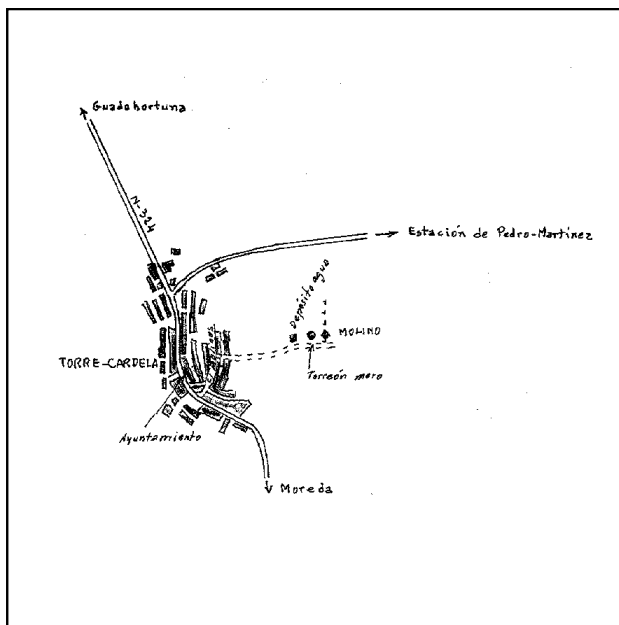 Guadahortuna
N-324
Estación de Pedro-Martínez
Depósito agua
MOLINO
TORRE-CARDELA
Torreón moro
Ayuntamiento
Moreda